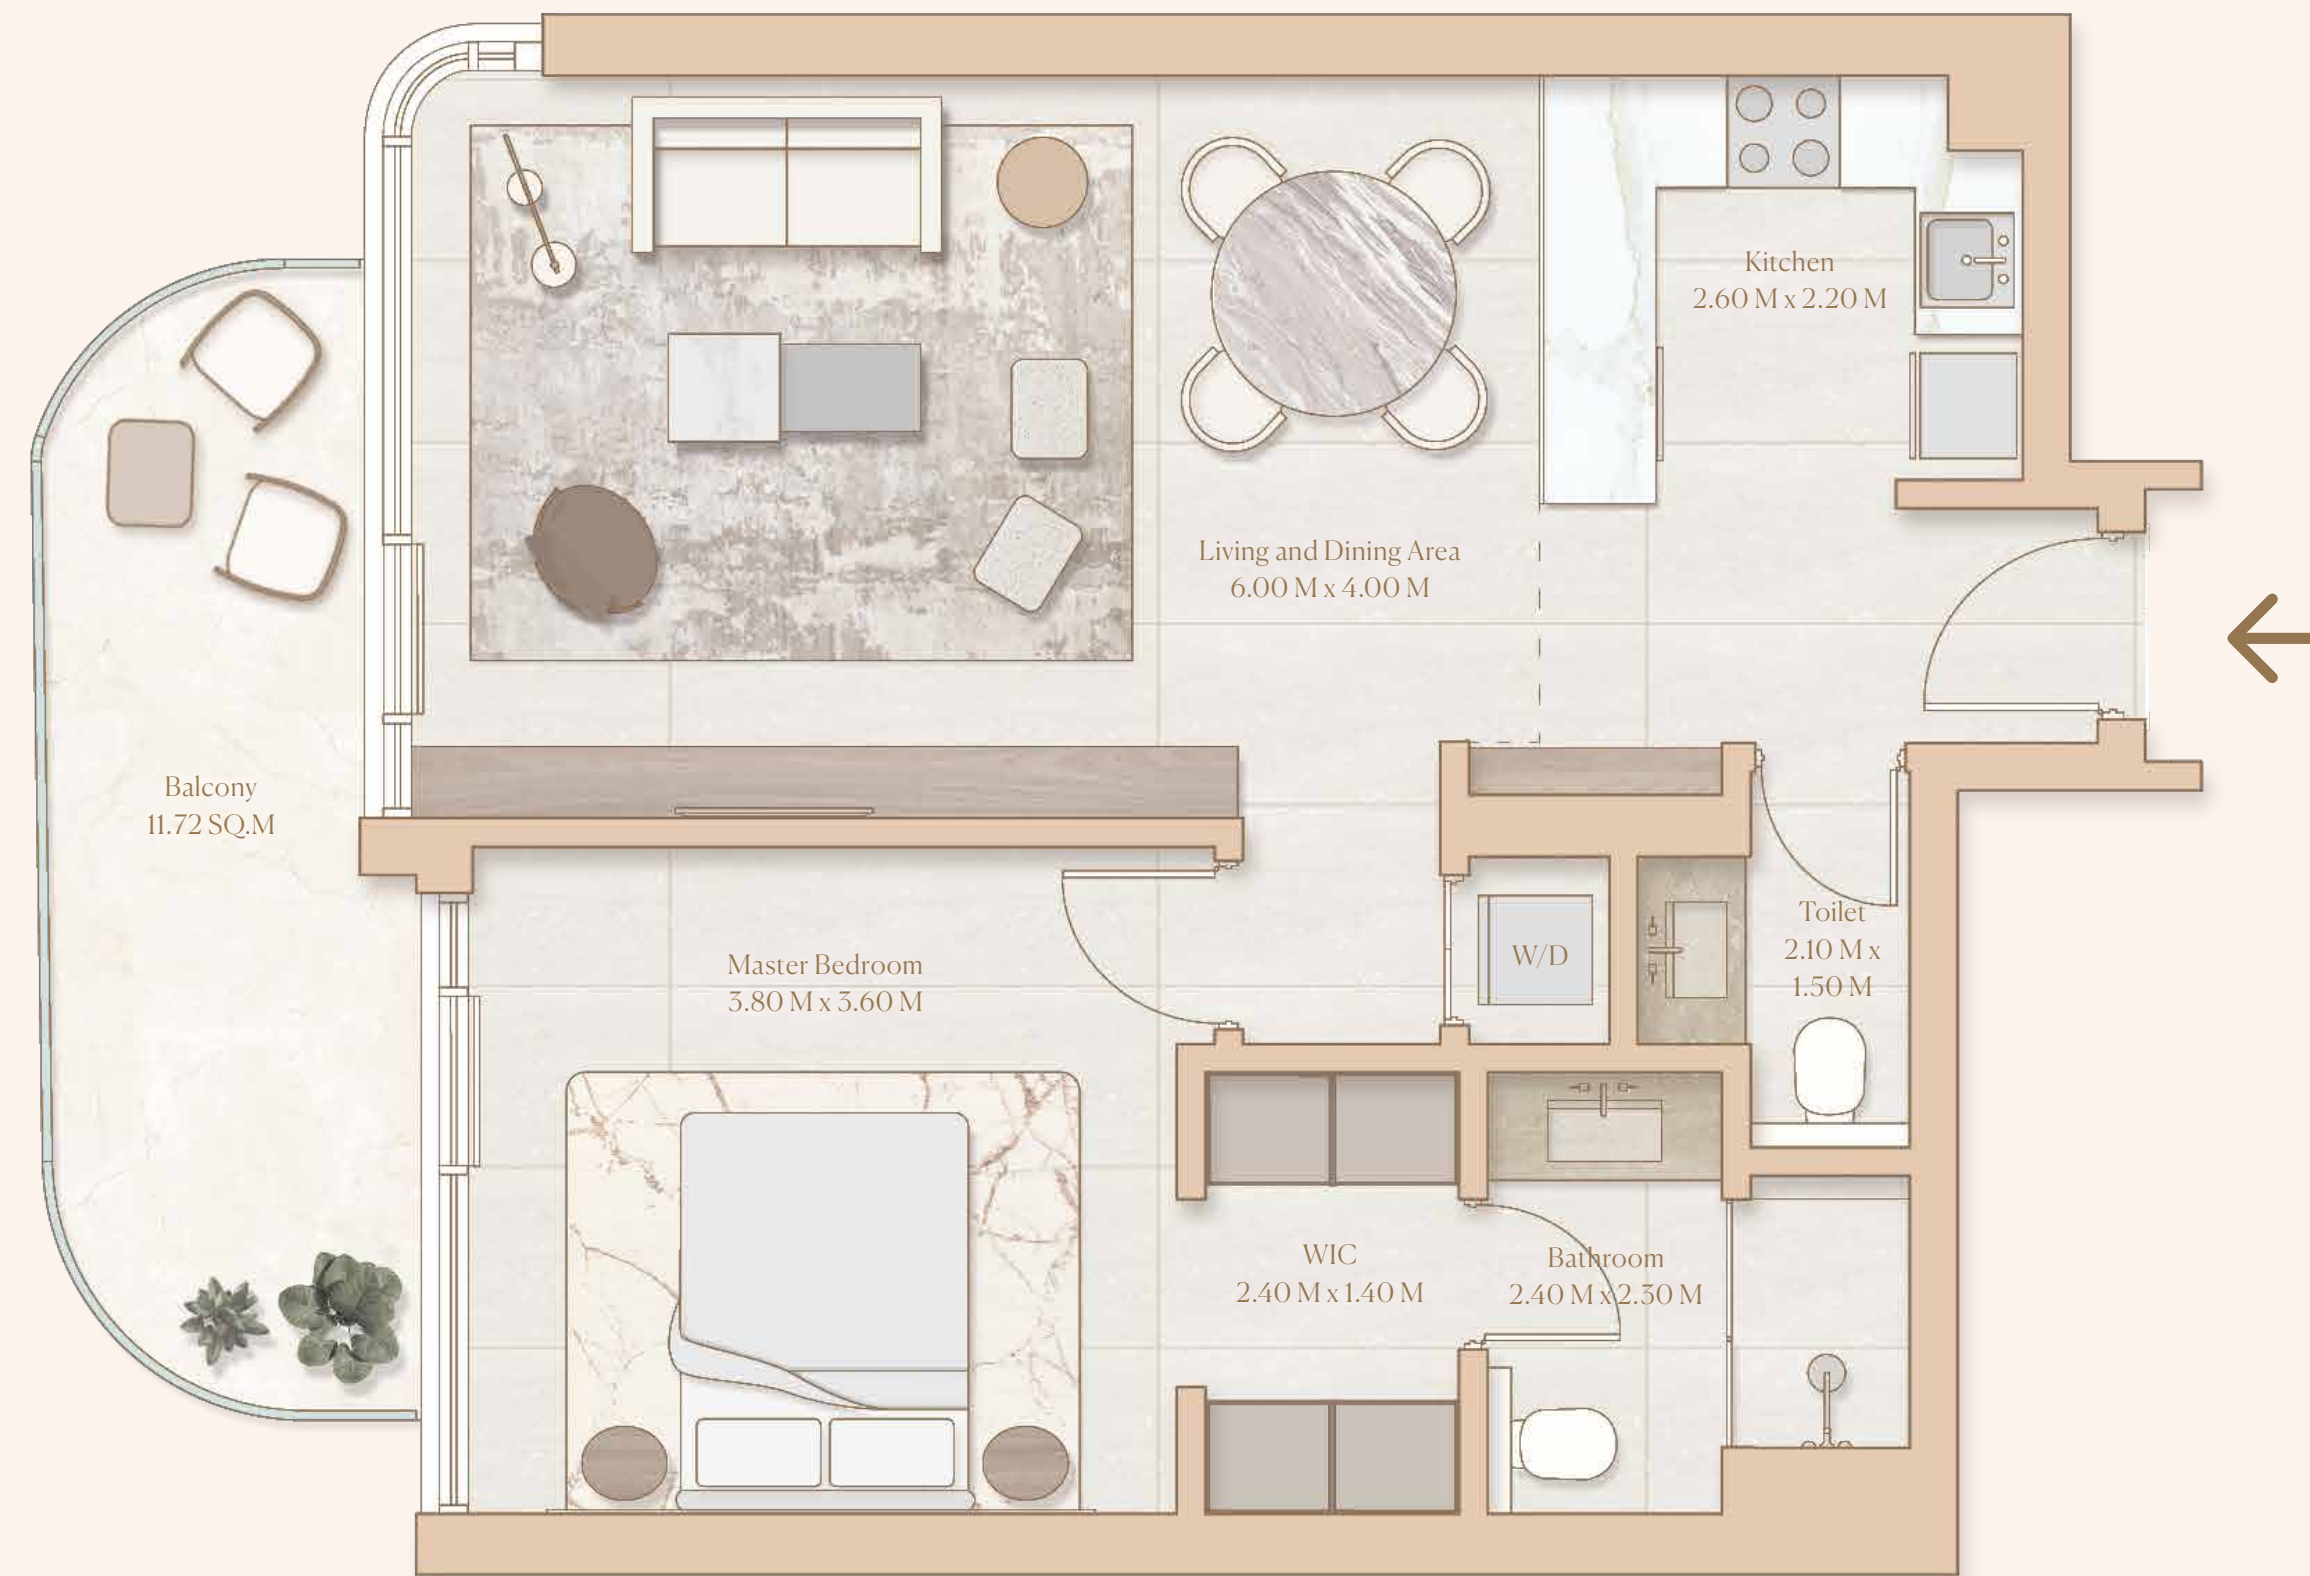 Kitchen
2.60 M x 2.20 M
Living and Dining Area
6.00 M x 4.00 M
Balcony
11.72 SQ.M
Master Bedroom
3.80 M x 3.60 M
W/D
Toilet
2.10 M x
1.50 M
WIC
2.40 M x 1.40 M
Bathroom
2.40 M x 2.30 M